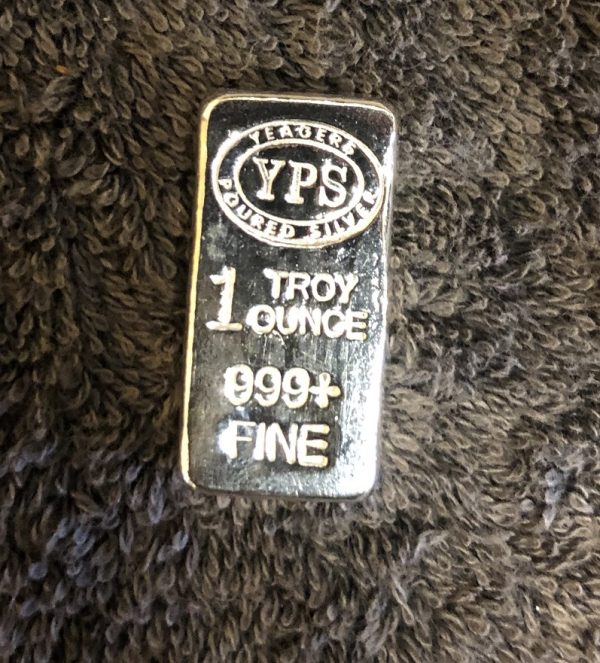 YEAGERS
YPS
POURED SILVER
1 TROY
OUNCE
999+
FINE